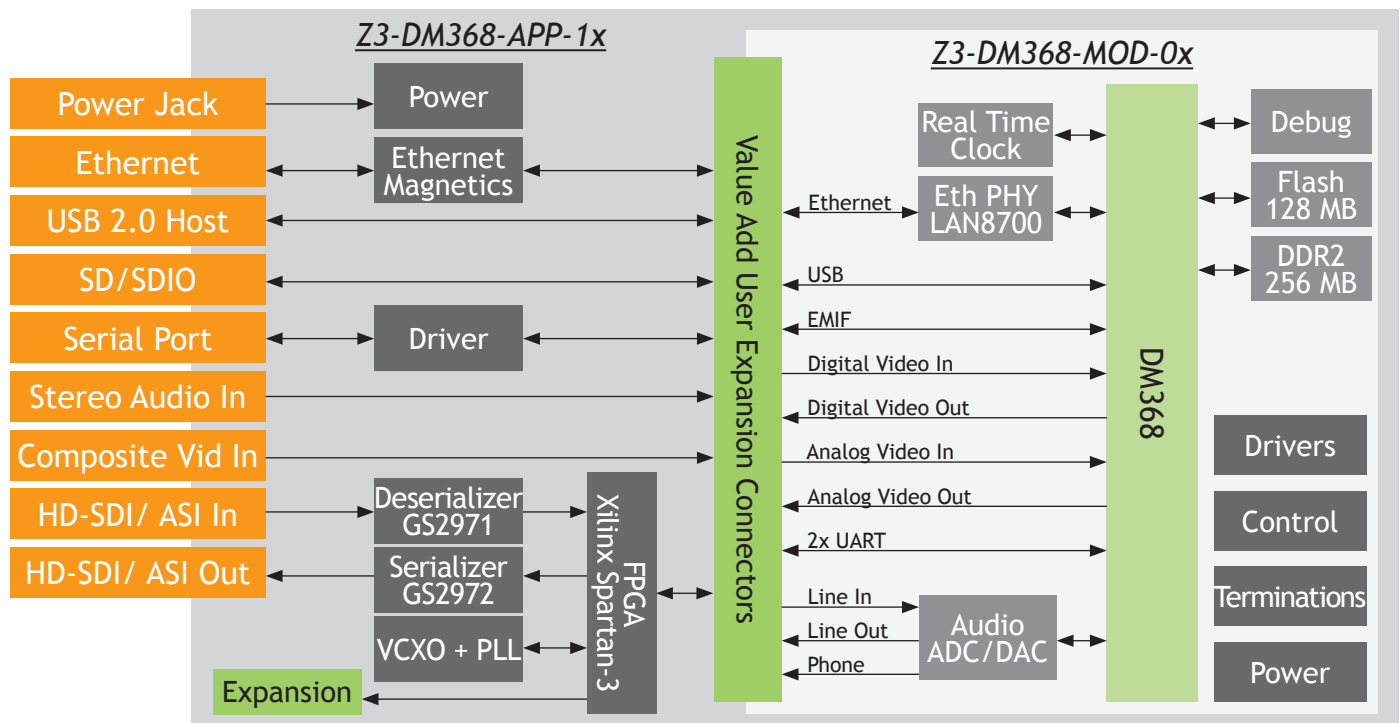 Z3-DM368-APP-1x
Z3-DM368-MOD-0x
Power Jack
Ethernet
USB 2.0 Host
SD/SDIO
Serial Port
Stereo Audio In
Composite Vid In
HD-SDI/ ASI In
HD-SDI/ ASI Out
Power
Ethernet
Magnetics
Driver
Deserializer
GS2971
Serializer
GS2972
VCXO + PLL
Expansion
FPGA
Xilinx Spartan-3
Value Add User Expansion Connectors
Real Time
Clock
Ethernet
Eth PHY
LAN8700
USB
EMIF
Digital Video In
Digital Video Out
Analog Video In
Analog Video Out
2x UART
Line In
Line Out
Phone
Audio
ADC/DAC
DM368
Debug
Flash
128 MB
DDR2
256 MB
Drivers
Control
Terminations
Power